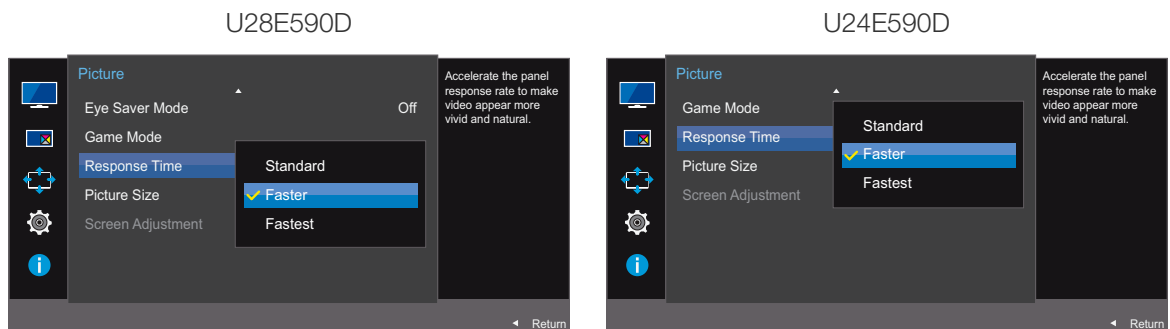 U28E590D
Picture
Eye Saver Mode Off
Game Mode
Response Time
Picture Size
Screen Adjustment
Standard
Faster
Fastest
Accelerate the panel
response rate to make
video appear more
vivid and natural.
Return
U24E590D
Picture
Game Mode
Response Time
Picture Size
Screen Adjustment
Standard
Faster
Fastest
Accelerate the panel
response rate to make
video appear more
vivid and natural.
Return